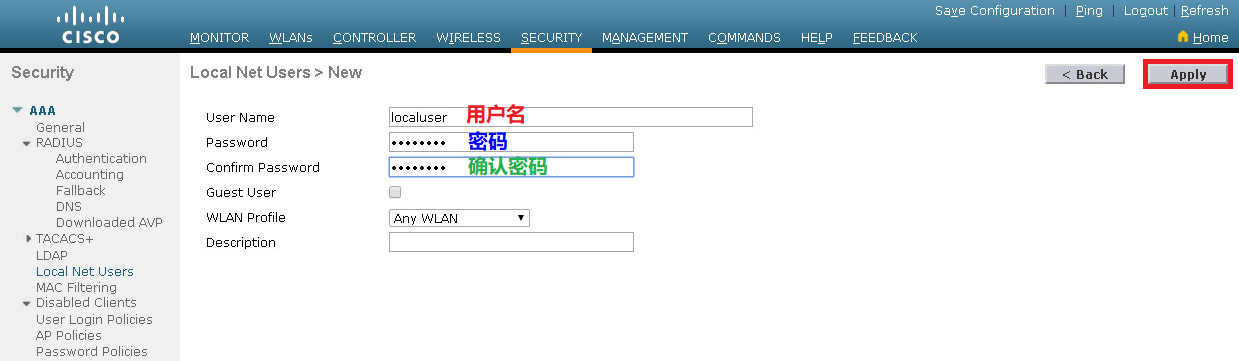 Save Configuration | Ping | Logout | Refresh
CISCO
MONITOR WLANs CONTROLLER WIRELESS SECURITY MANAGEMENT COMMANDS HELP FEEDBACK Home
Security
Local Net Users > New
< Back Apply
AAA
General
RADIUS
Authentication
Accounting
Fallback
DNS
Downloaded AVP
TACACS+
LDAP
Local Net Users
MAC Filtering
Disabled Clients
User Login Policies
AP Policies
Password Policies
User Name localuser 用户名
Password •••••••• 密码
Confirm Password •••••••• 确认密码
Guest User
WLAN Profile Any WLAN
Description